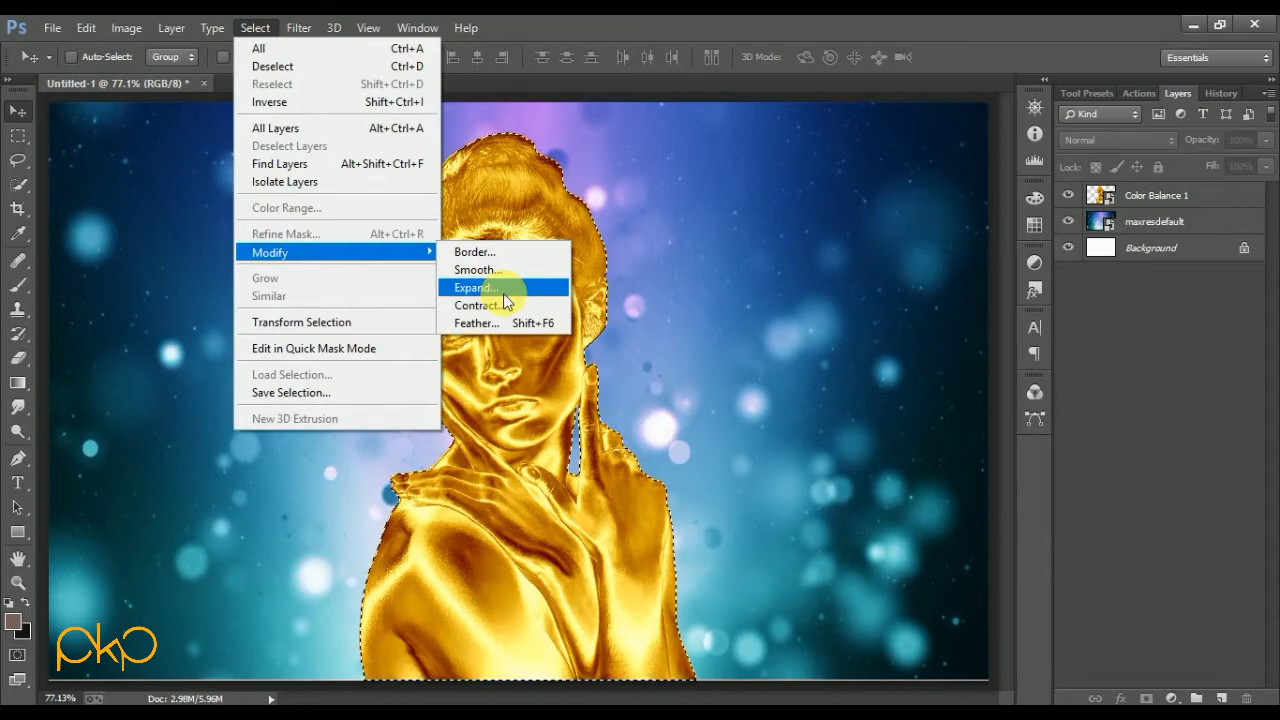 Ps File Edit Image Layer Type Select Filter 3D View Window Help
Auto-Select: Group 3D Mode: Essentials
Untitled-1 @ 77.1% (RGB/8) * ×
All Ctrl+A
Deselect Ctrl+D
Reselect Shift+Ctrl+D
Inverse Shift+Ctrl+I
All Layers Alt+Ctrl+A
Deselect Layers
Find Layers Alt+Shift+Ctrl+F
Isolate Layers
Color Range...
Refine Mask... Alt+Ctrl+R
Modify
Grow
Similar
Transform Selection
Edit in Quick Mask Mode
Load Selection...
Save Selection...
New 3D Extrusion
Border...
Smooth...
Expand...
Contract...
Feather... Shift+F6
Tool Presets Actions Layers History
Kind
Normal Opacity: 100%
Lock: Fill: 100%
Color Balance 1
maxresdefault
Background
pkp
77.13% Doc: 2.98M/5.96M